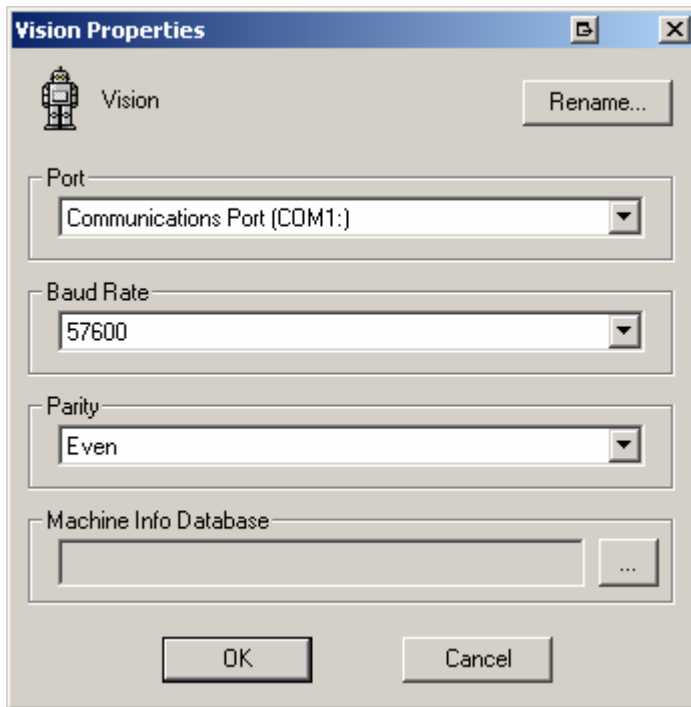 Vision Properties
Vision
Rename...
Port
Communications Port (COM1:)
Baud Rate
57600
Parity
Even
Machine Info Database
...
OK
Cancel